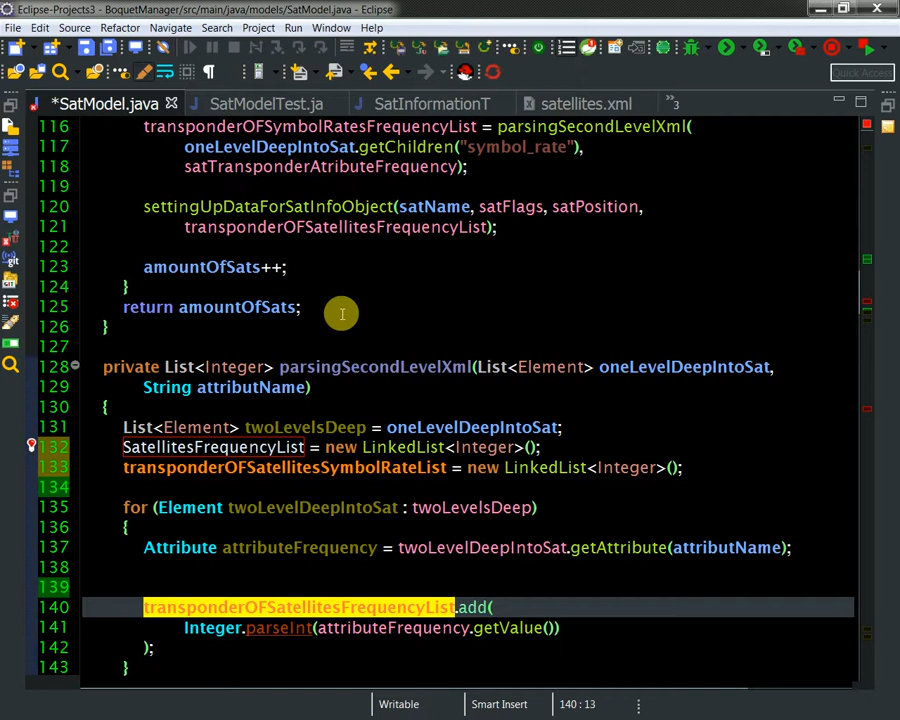 Eclipse-Projects3 - BoquetManager/src/main/java/models/SatModel.java - Eclipse
File Edit Source Refactor Navigate Search Project Run Window Help
Quick Access
*SatModel.java SatModelTest.ja SatInformationT satellites.xml »3
116 transponderOFSymbolRatesFrequencyList = parsingSecondLevelXml(
117 oneLevelDeepIntoSat.getChildren("symbol_rate"),
118 satTransponderAtributeFrequency);
119
120 settingUpDataForSatInfoObject(satName, satFlags, satPosition,
121 transponderOFSatellitesFrequencyList);
122
123 amountOfSats++;
124 }
125 return amountOfSats;
126 }
127
128 private List<Integer> parsingSecondLevelXml(List<Element> oneLevelDeepIntoSat,
129 String attributName)
130 {
131 List<Element> twoLevelsDeep = oneLevelDeepIntoSat;
132 SatellitesFrequencyList = new LinkedList<Integer>();
133 transponderOFSatellitesSymbolRateList = new LinkedList<Integer>();
134
135 for (Element twoLevelDeepIntoSat : twoLevelsDeep)
136 {
137 Attribute attributeFrequency = twoLevelDeepIntoSat.getAttribute(attributName);
138
139
140 transponderOFSatellitesFrequencyList.add(
141 Integer.parseInt(attributeFrequency.getValue())
142 );
143 }
Writable Smart Insert 140 : 13